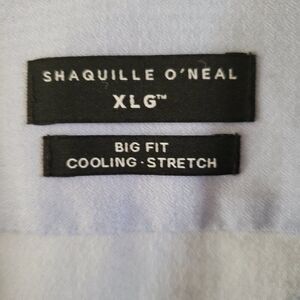 SHAQUILLE O'NEAL
XLG™
BIG FIT
COOLING·STRETCH